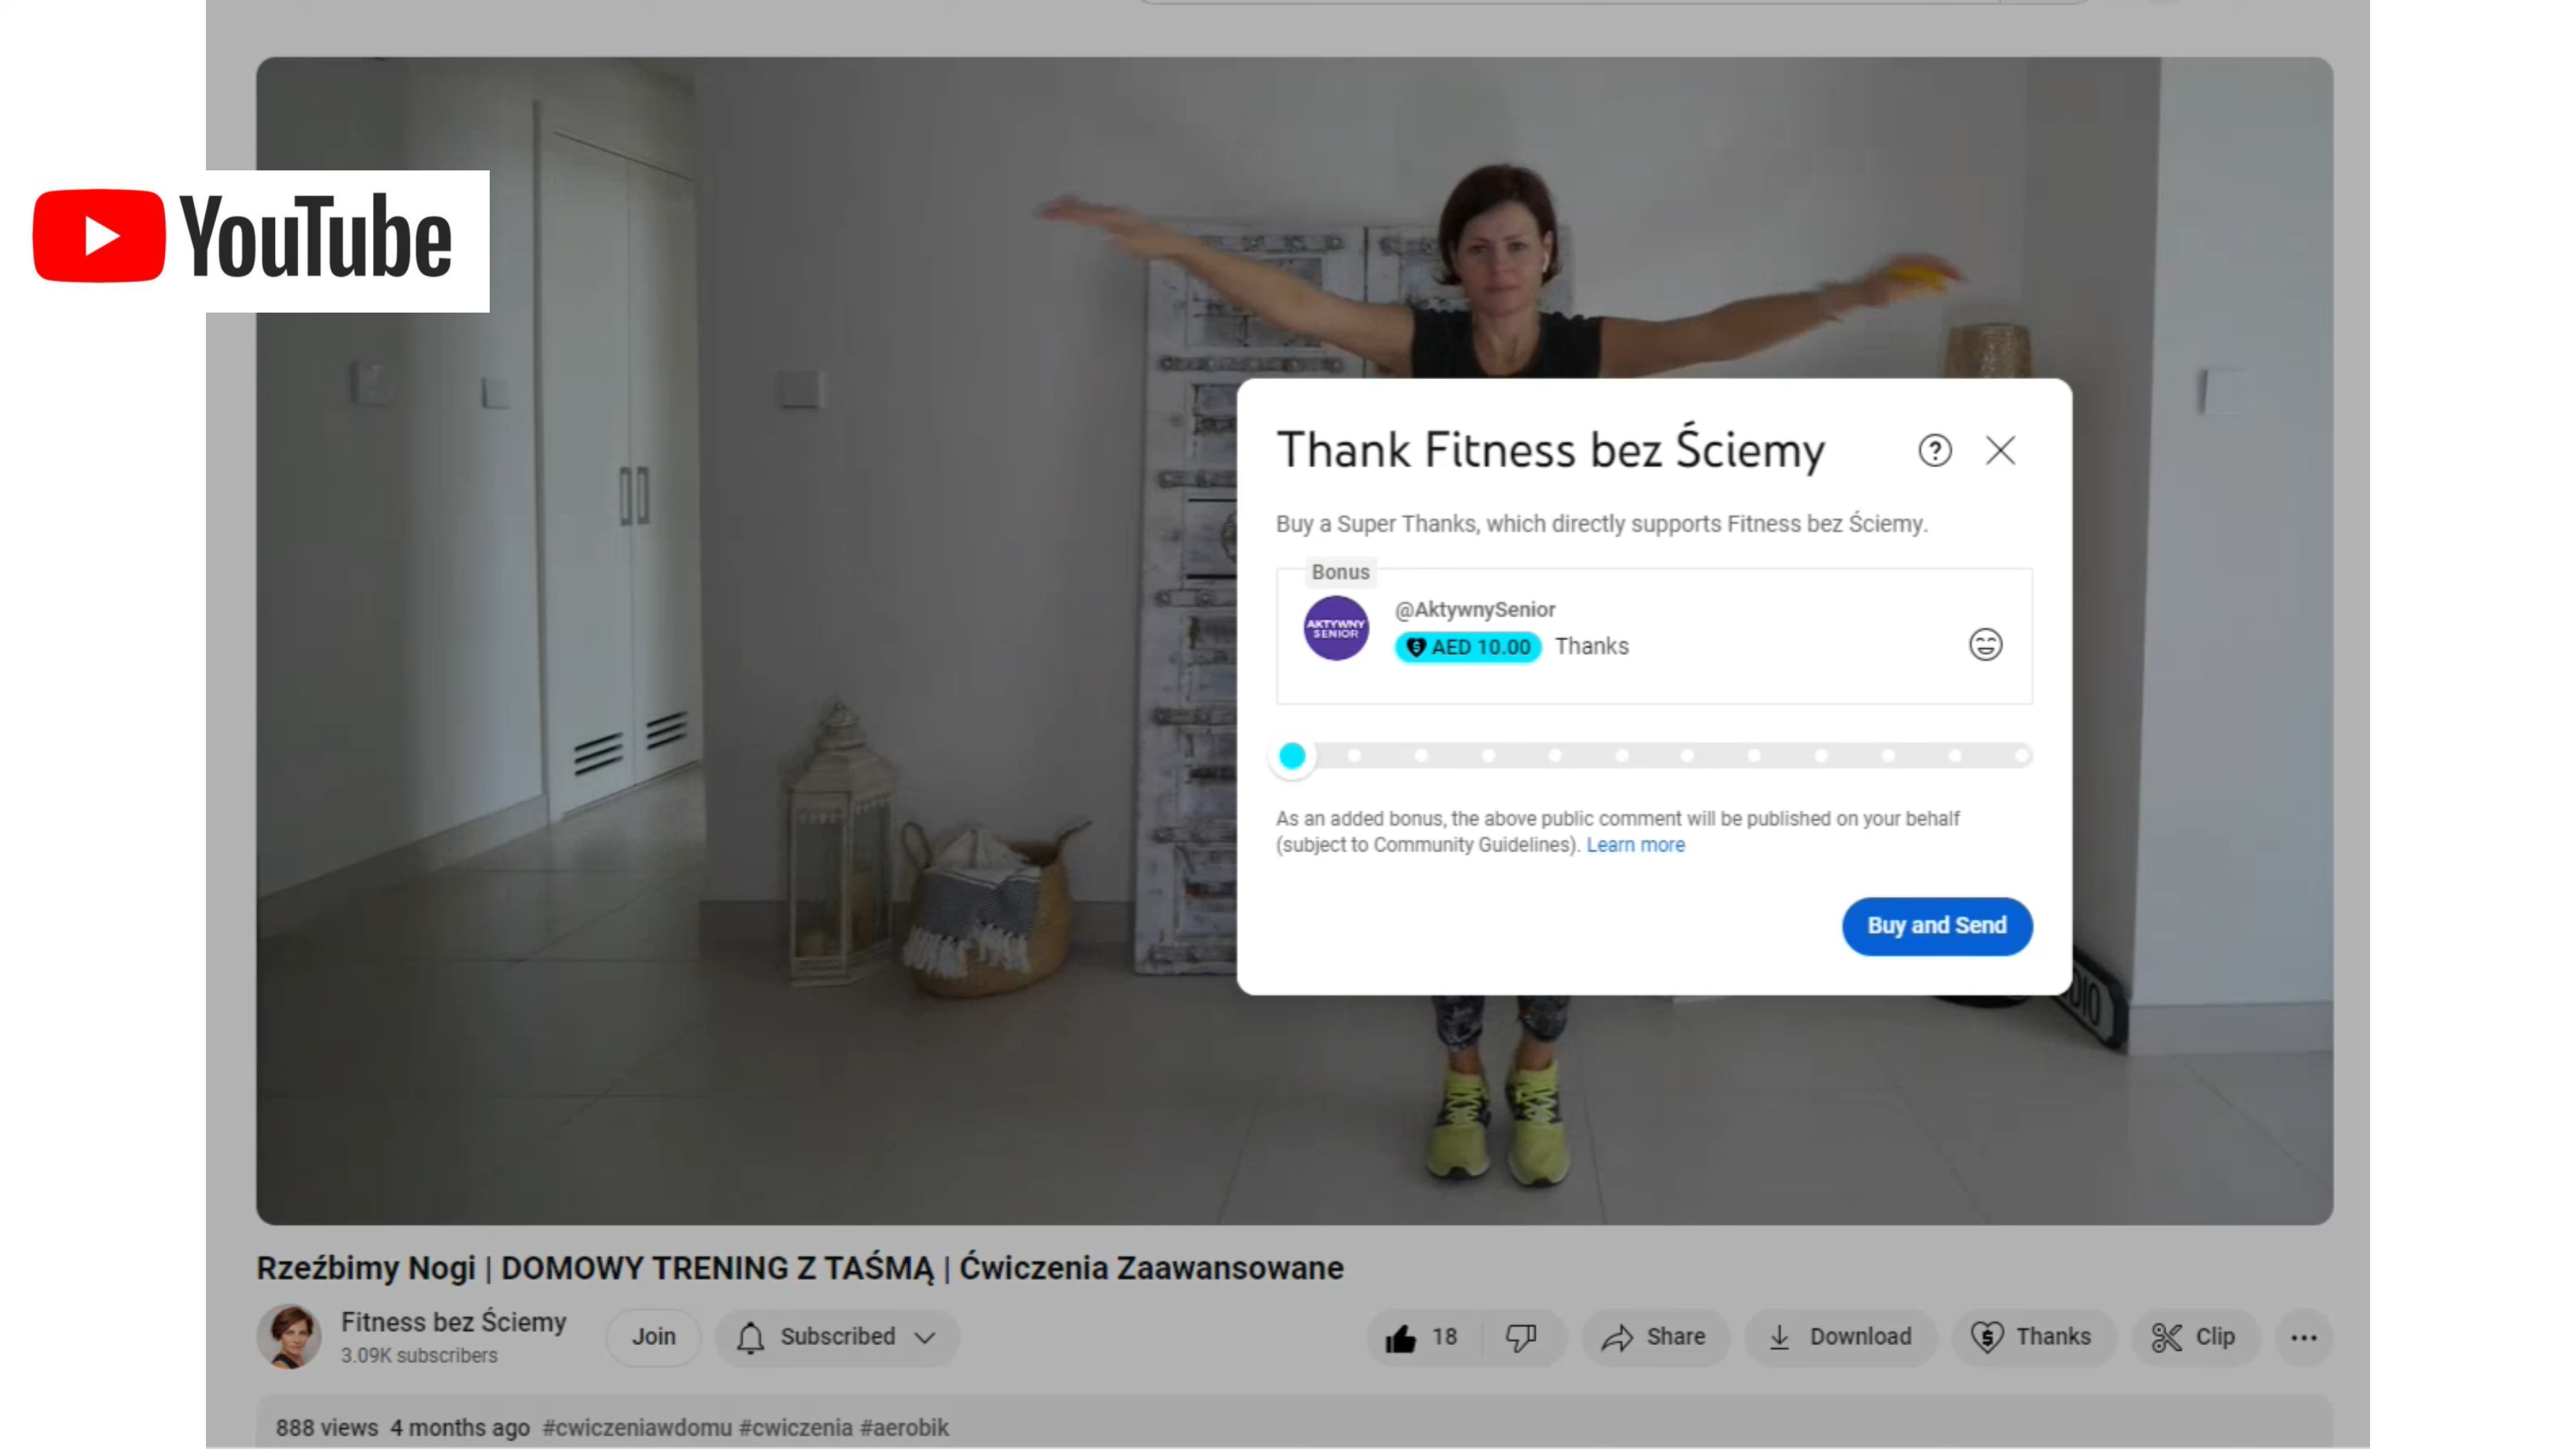 YouTube
Thank Fitness bez Ściemy
Buy a Super Thanks, which directly supports Fitness bez Ściemy.
Bonus
AKTYWNY
SENIOR
@AktywnySenior
AED 10.00 Thanks
As an added bonus, the above public comment will be published on your behalf
(subject to Community Guidelines). Learn more
Buy and Send
Rzeźbimy Nogi | DOMOWY TRENING Z TAŚMĄ | Ćwiczenia Zaawansowane
Fitness bez Ściemy
3.09K subscribers
Join
Subscribed
18
Share
Download
Thanks
Clip
888 views 4 months ago #cwiczeniawdomu #cwiczenia #aerobik